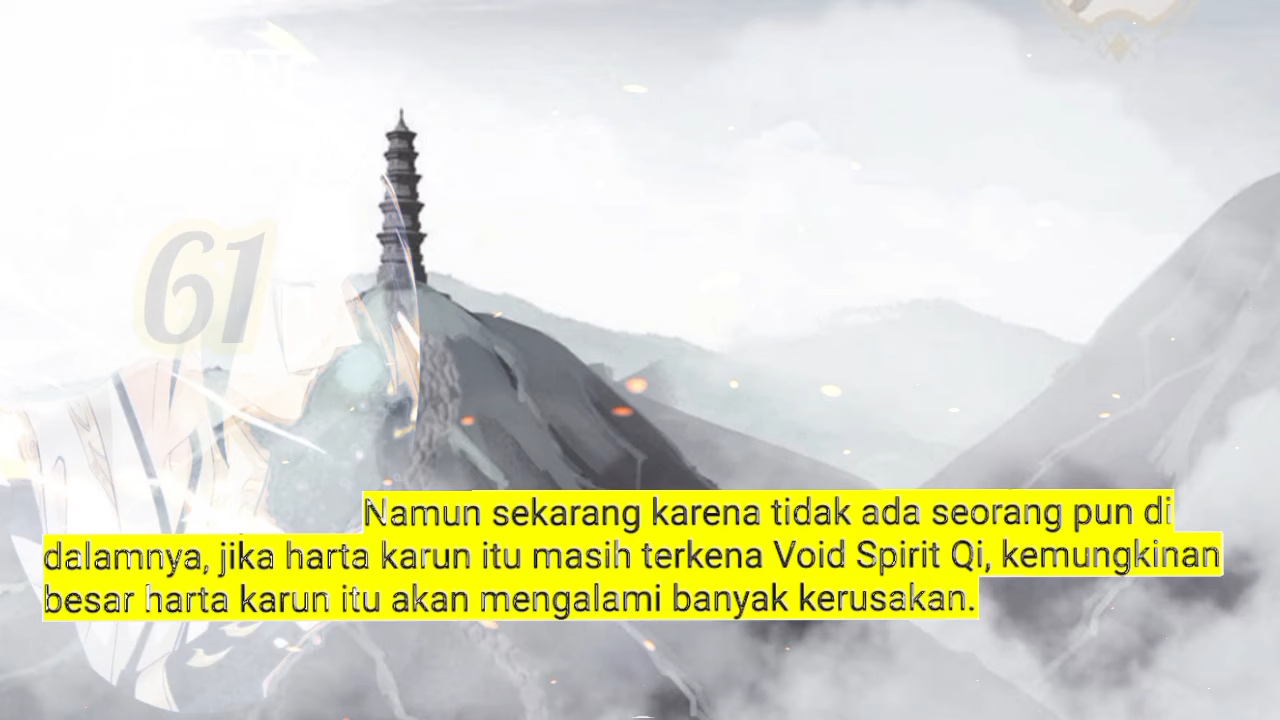 61
Namun sekarang karena tidak ada seorang pun di
dalamnya, jika harta karun itu masih terkena Void Spirit Qi, kemungkinan
besar harta karun itu akan mengalami banyak kerusakan.